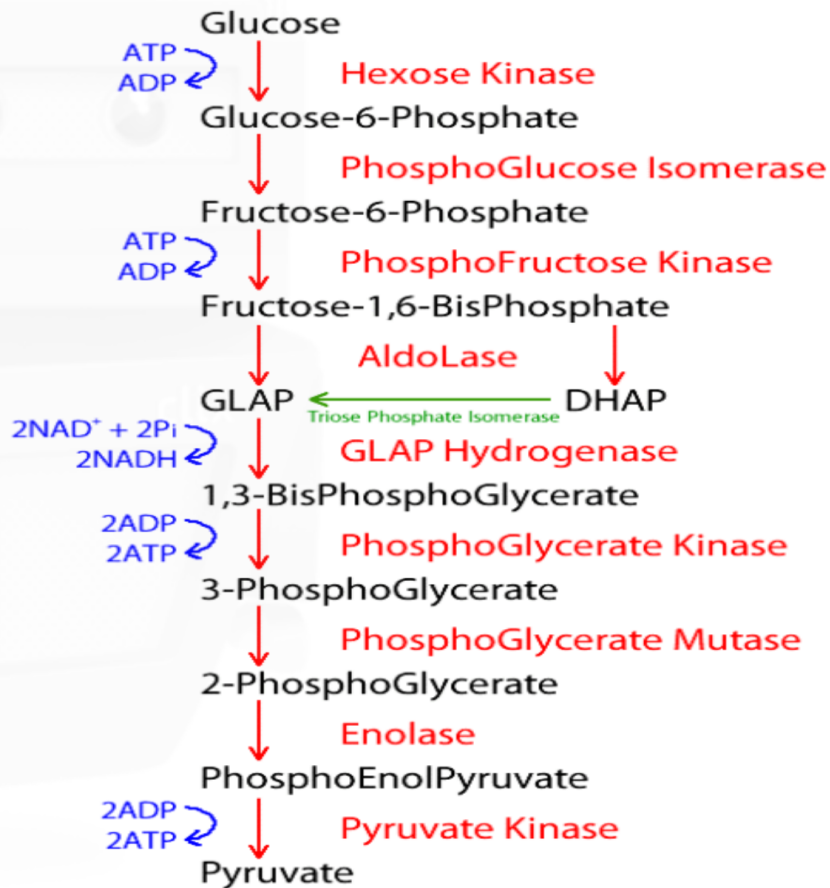 Glucose
ATP
ADP
Hexose Kinase
Glucose-6-Phosphate
PhosphoGlucose Isomerase
Fructose-6-Phosphate
ATP
ADP
PhosphoFructose Kinase
Fructose-1,6-BisPhosphate
AldoLase
GLAP
DHAP
Triose Phosphate Isomerase
2NAD⁺ + 2Pi
2NADH
GLAP Hydrogenase
1,3-BisPhosphoGlycerate
2ADP
2ATP
PhosphoGlycerate Kinase
3-PhosphoGlycerate
PhosphoGlycerate Mutase
2-PhosphoGlycerate
Enolase
PhosphoEnolPyruvate
2ADP
2ATP
Pyruvate Kinase
Pyruvate